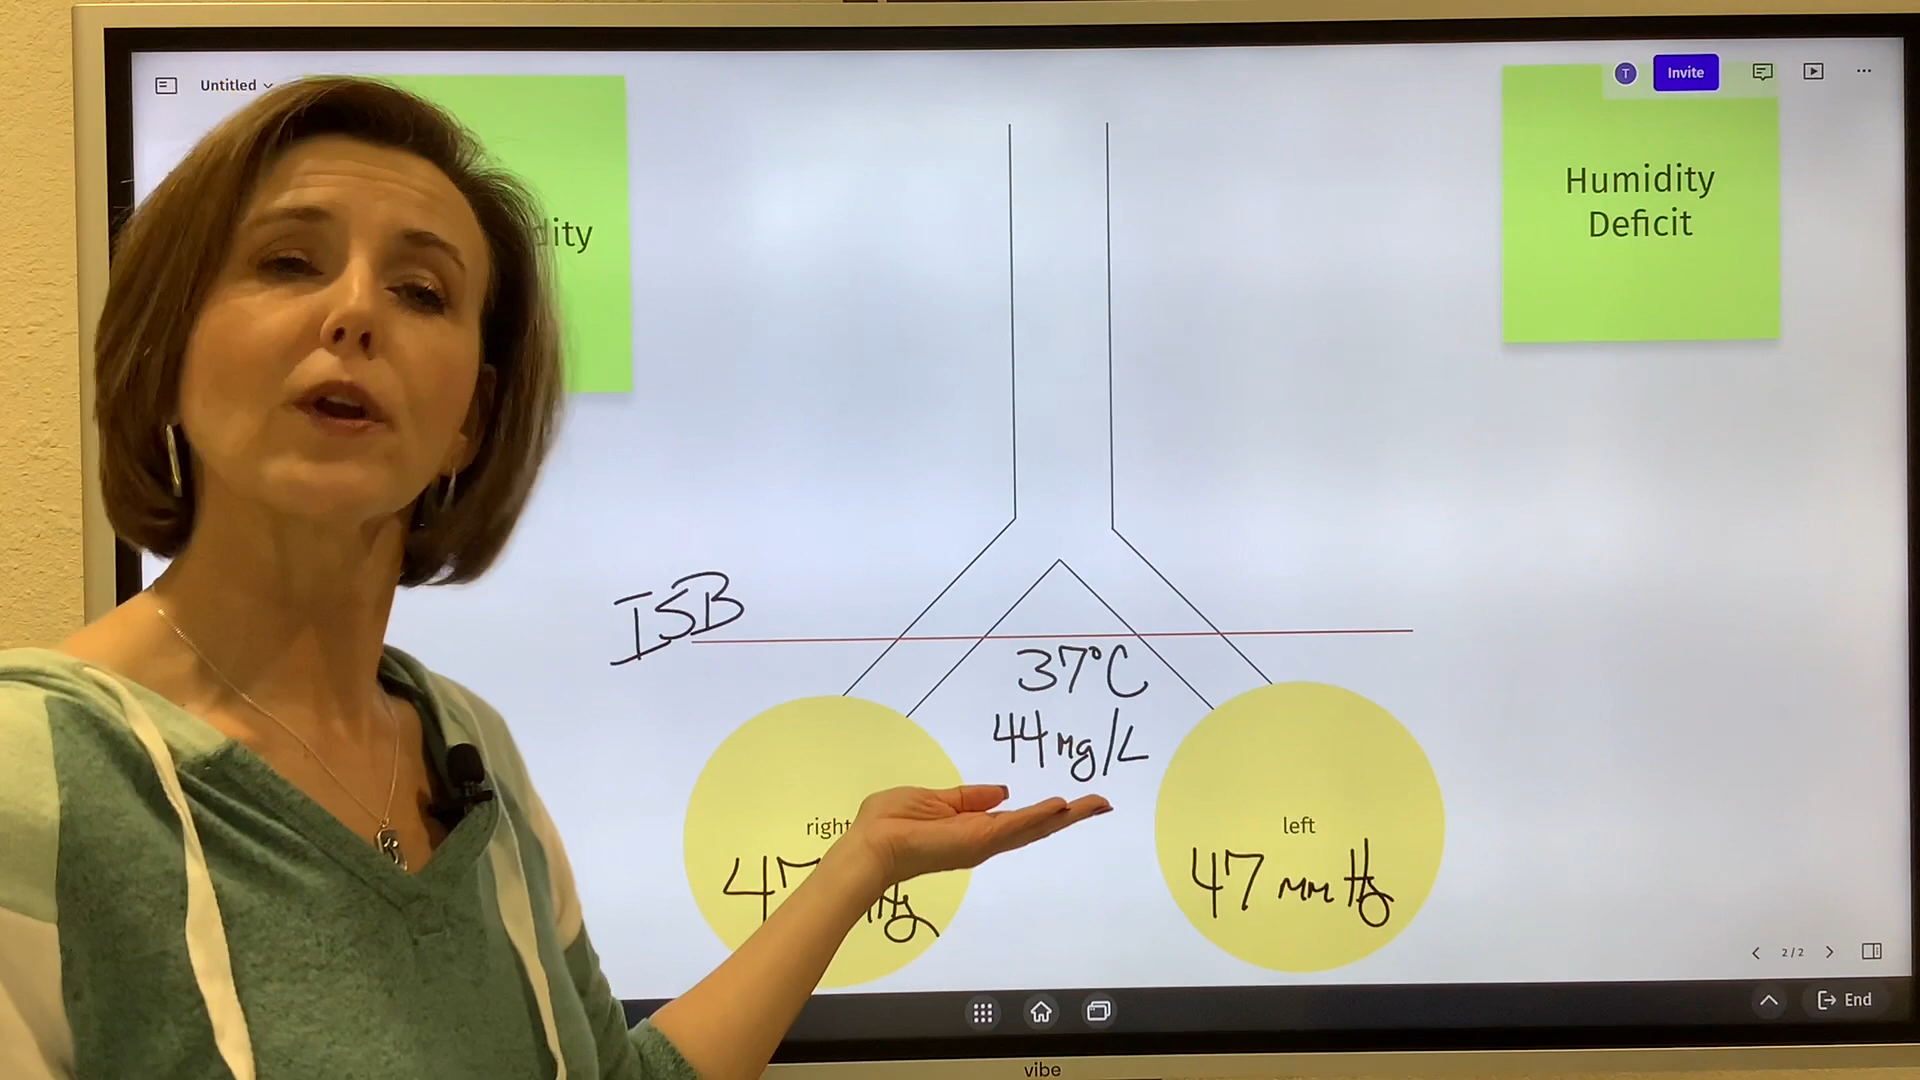 Untitled
Invite
T
Humidity
Deficit
ISB
37°C
44 mg/L
right
left
47 mm Hg
2/2
End
vibe